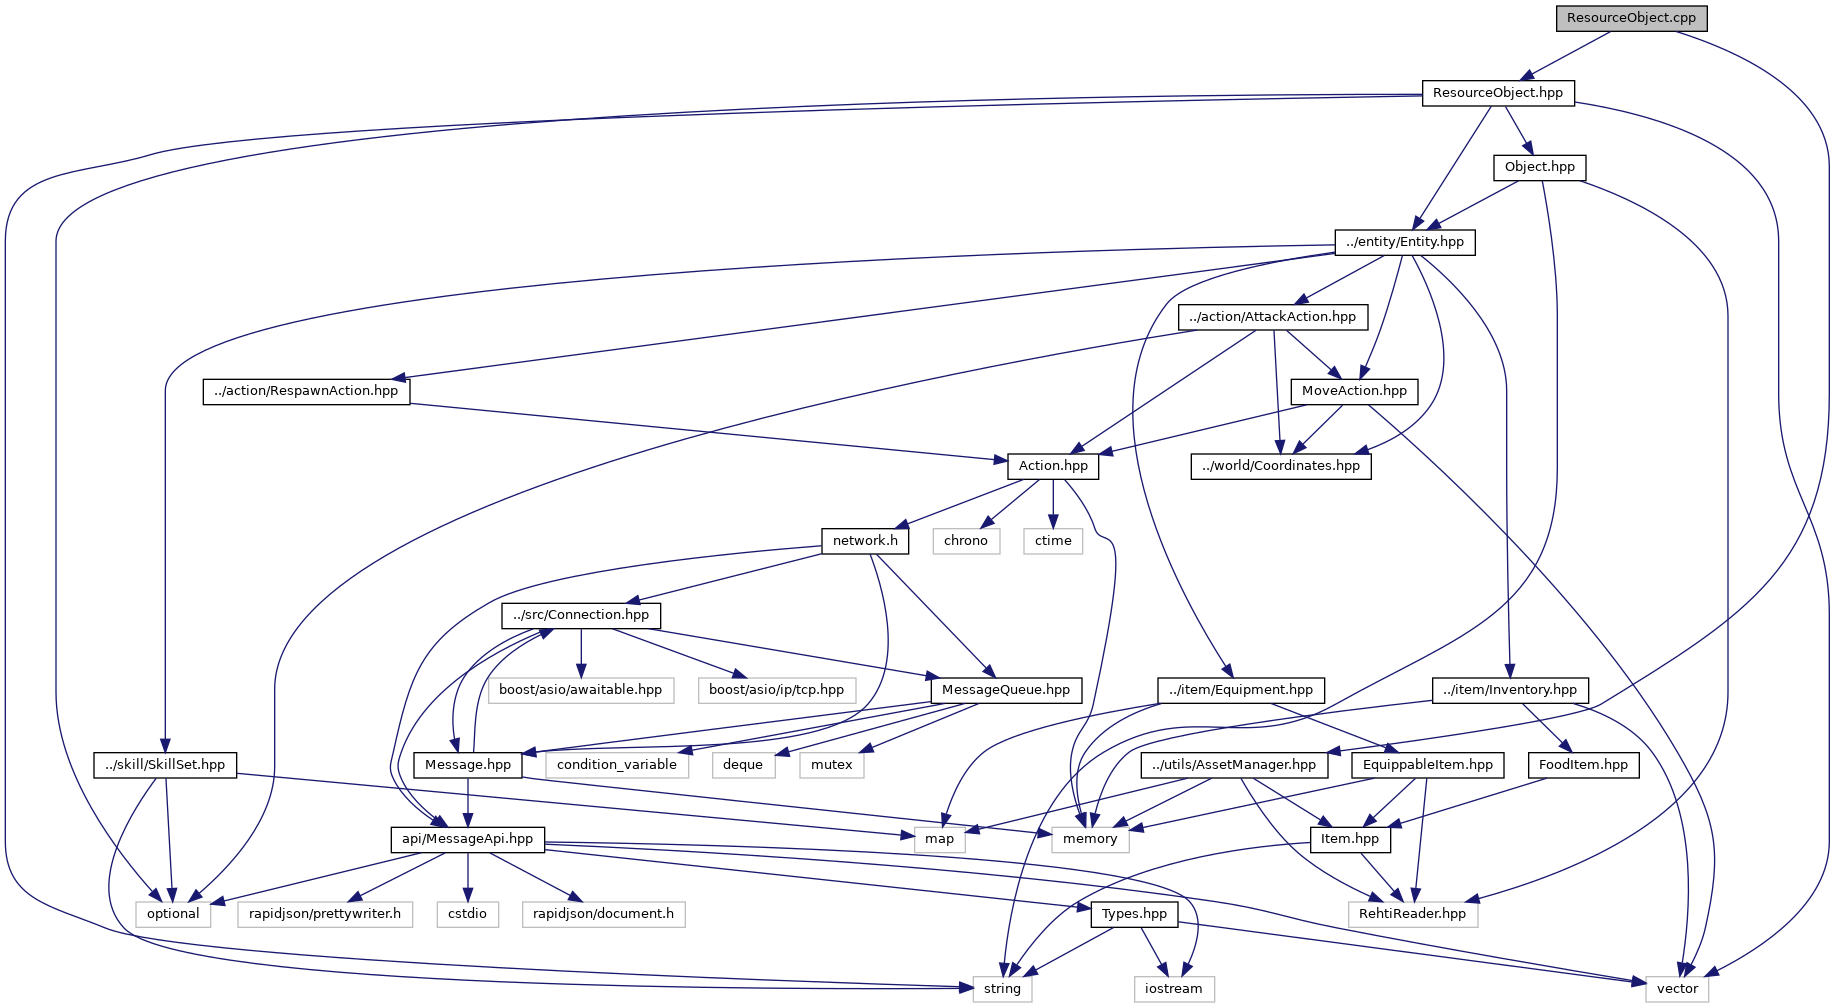 ResourceObject.cpp
ResourceObject.hpp
Object.hpp
../entity/Entity.hpp
../action/AttackAction.hpp
../action/RespawnAction.hpp
MoveAction.hpp
Action.hpp
../world/Coordinates.hpp
network.h
chrono
ctime
../src/Connection.hpp
boost/asio/awaitable.hpp
boost/asio/ip/tcp.hpp
MessageQueue.hpp
../item/Equipment.hpp
../item/Inventory.hpp
../skill/SkillSet.hpp
Message.hpp
condition_variable
deque
mutex
../utils/AssetManager.hpp
EquippableItem.hpp
FoodItem.hpp
api/MessageApi.hpp
map
memory
Item.hpp
optional
rapidjson/prettywriter.h
cstdio
rapidjson/document.h
Types.hpp
RehtiReader.hpp
string
iostream
vector